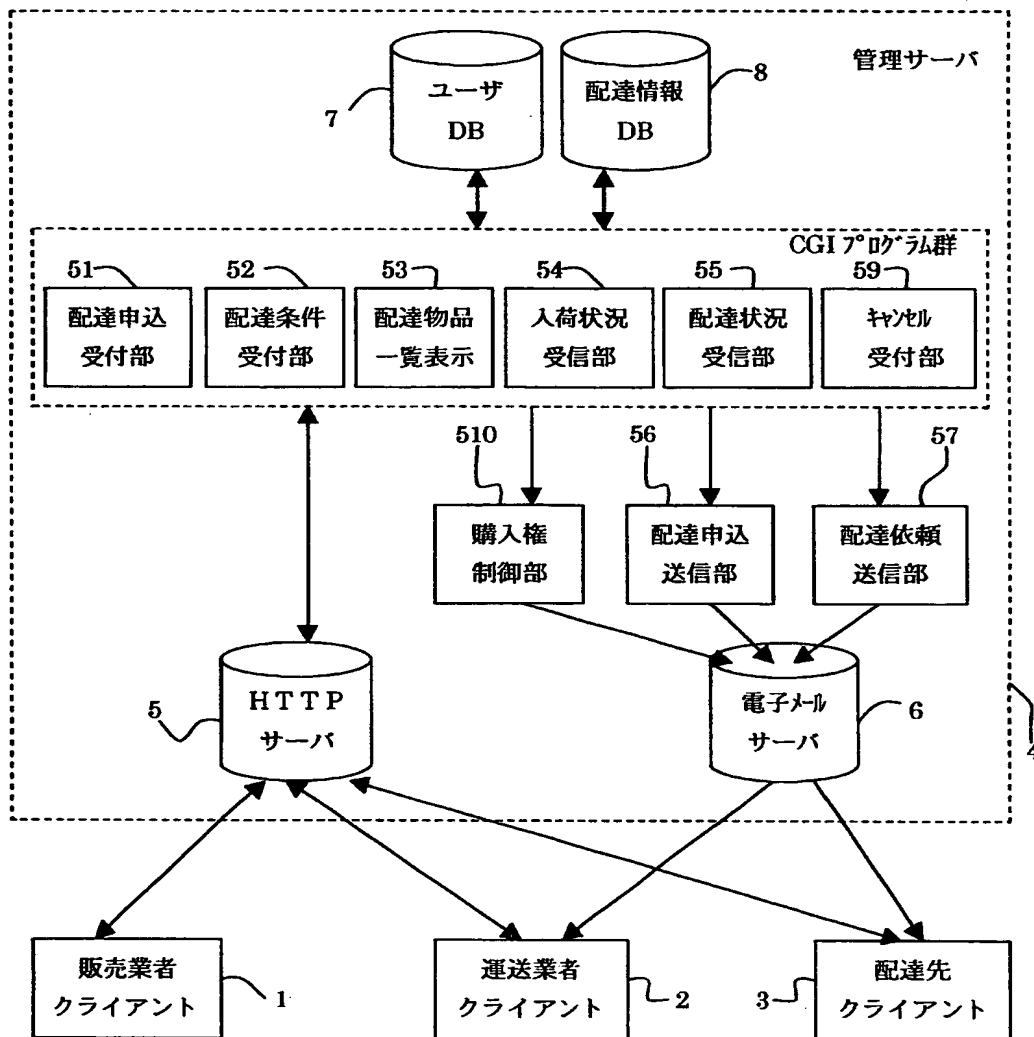 管理サーバ
ユーザ
DB
7
配達情報
DB
8
CGIプログラム群
51
52
53
54
55
59
配達申込
受付部
配達条件
受付部
配達物品
一覧表示
入荷状況
受信部
配達状況
受信部
キャンセル
受付部
510
56
57
購入権
制御部
配達申込
送信部
配達依頼
送信部
5
HTTP
サーバ
電子メール
サーバ
6
4
販売業者
クライアント
1
運送業者
クライアント
2
3
配達先
クライアント